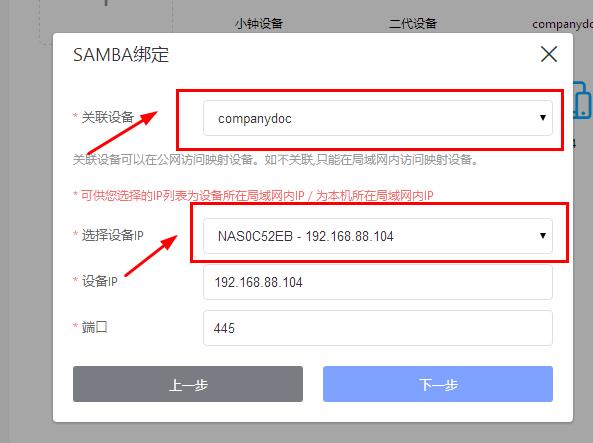 小钟设备 二代设备 companydo
SAMBA绑定
* 关联设备 companydoc
关联设备可以在公网访问映射设备。如不关联,只能在局域网内访问映射设备。
* 可供您选择的IP列表为设备所在局域网内IP / 为本机所在局域网内IP
* 选择设备IP NAS0C52EB - 192.168.88.104
* 设备IP 192.168.88.104
* 端口 445
上一步 下一步